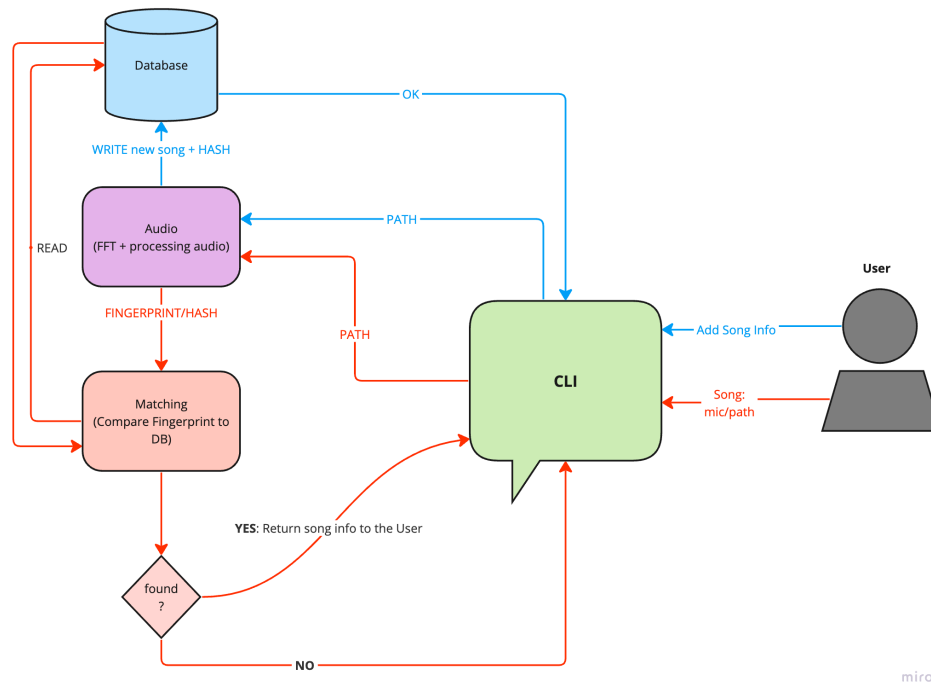 Database
OK
WRITE new song + HASH
Audio
(FFT + processing audio)
PATH
READ
User
FINGERPRINT/HASH
PATH
Add Song Info
CLI
Song:
mic/path
Matching
(Compare Fingerprint to
DB)
YES: Return song info to the User
found
?
NO
miro